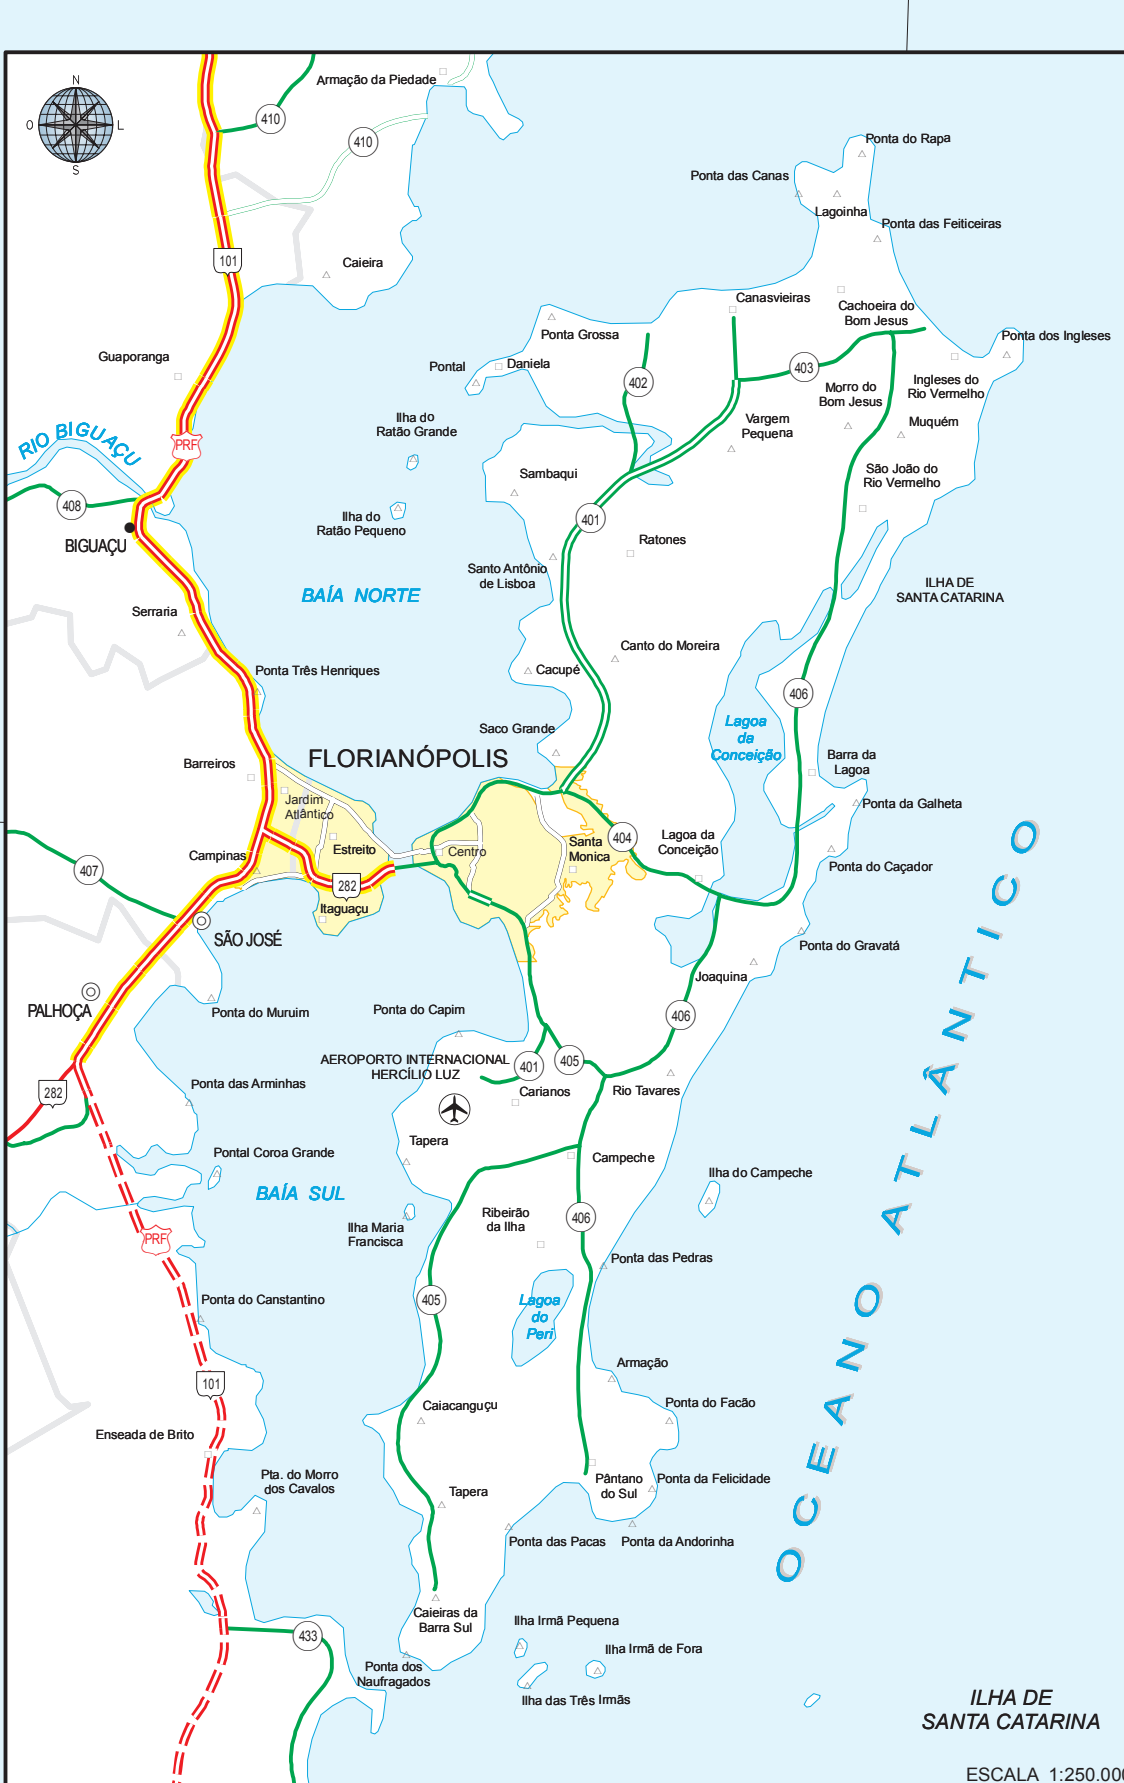 N
O
L
S
Armação da Piedade
410
410
Ponta do Rapa
Ponta das Canas
Lagoinha
Ponta das Feiticeiras
101
Caieira
Canasvieiras
Cachoeira do
Bom Jesus
Ponta Grossa
Ponta dos Ingleses
Guaporanga
Pontal
Daniela
402
403
Morro do
Bom Jesus
Ingleses do
Rio Vermelho
Ilha do
Ratão Grande
Vargem
Pequena
Muquém
RIO BIGUAÇU
PRF
Sambaqui
São João do
Rio Vermelho
408
Ilha do
Ratão Pequeno
401
BIGUAÇU
Ratones
Santo Antônio
de Lisboa
BAÍA NORTE
ILHA DE
SANTA CATARINA
Serraria
Canto do Moreira
Ponta Três Henriques
Cacupé
406
Saco Grande
Lagoa
da
Conceição
FLORIANÓPOLIS
Barreiros
Barra da
Lagoa
Jardim
Atlântico
Ponta da Galheta
404
Estreito
Centro
Santa
Monica
Lagoa da
Conceição
Campinas
Ponta do Caçador
407
282
Itaguaçu
SÃO JOSÉ
Ponta do Gravatá
Joaquina
PALHOÇA
Ponta do Muruim
Ponta do Capim
406
AEROPORTO INTERNACIONAL
HERCÍLIO LUZ
401
405
282
Ponta das Arminhas
Carianos
Rio Tavares
Tapera
Pontal Coroa Grande
Campeche
Ilha do Campeche
BAÍA SUL
Ilha Maria
Francisca
Ribeirão
da Ilha
406
PRF
Ponta das Pedras
Ponta do Canstantino
405
Lagoa
do
Peri
OCEANO ATLÂNTICO
Armação
101
Caiacanguçu
Ponta do Facão
Enseada de Brito
Pta. do Morro
dos Cavalos
Tapera
Pântano
do Sul
Ponta da Felicidade
Ponta das Pacas
Ponta da Andorinha
Caieiras da
Barra Sul
Ilha Irmã Pequena
433
Ilha Irmã de Fora
Ponta dos
Naufragados
Ilha das Três Irmãs
ILHA DE
SANTA CATARINA
ESCALA 1:250.000